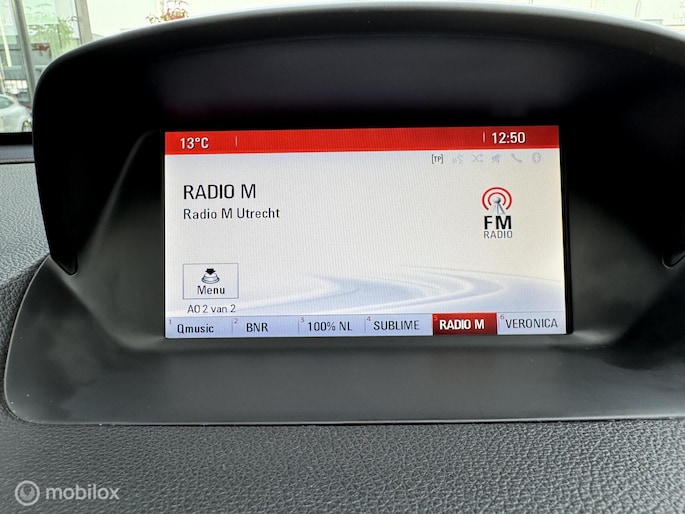 13°C 12:50
[TP]
RADIO M
Radio M Utrecht
FM
RADIO
Menu
AO 2 van 2
1 Qmusic 2 BNR 3 100% NL 4 SUBLIME 5 RADIO M 6 VERONICA
mobilox